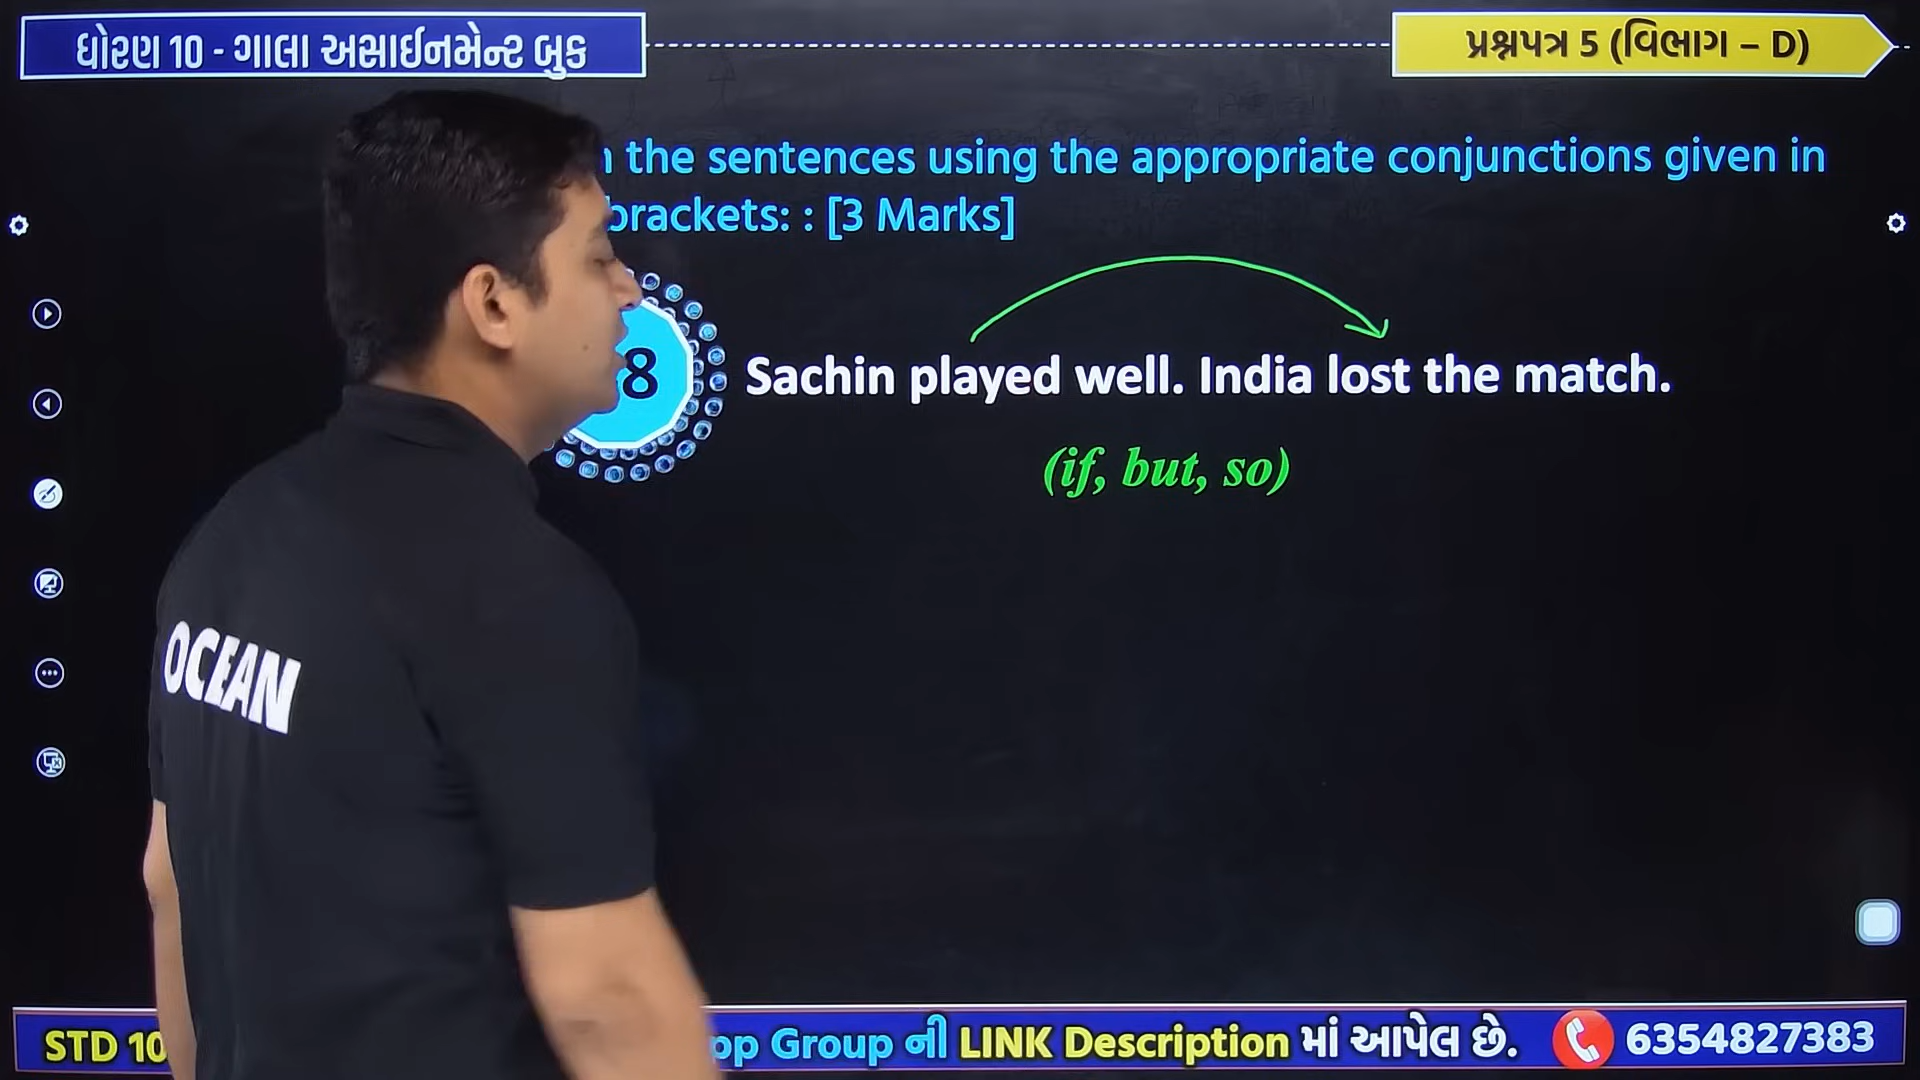 ધોરણ 10 - ગાલા અસાઈનમેન્ટ બુક
પ્રશ્નપત્ર 5 (વિભાગ – D)
the sentences using the appropriate conjunctions given in
brackets: : [3 Marks]
8
Sachin played well. India lost the match.
(if, but, so)
OCEAN
STD 10 Group ની LINK Description માં આપેલ છે. 6354827383